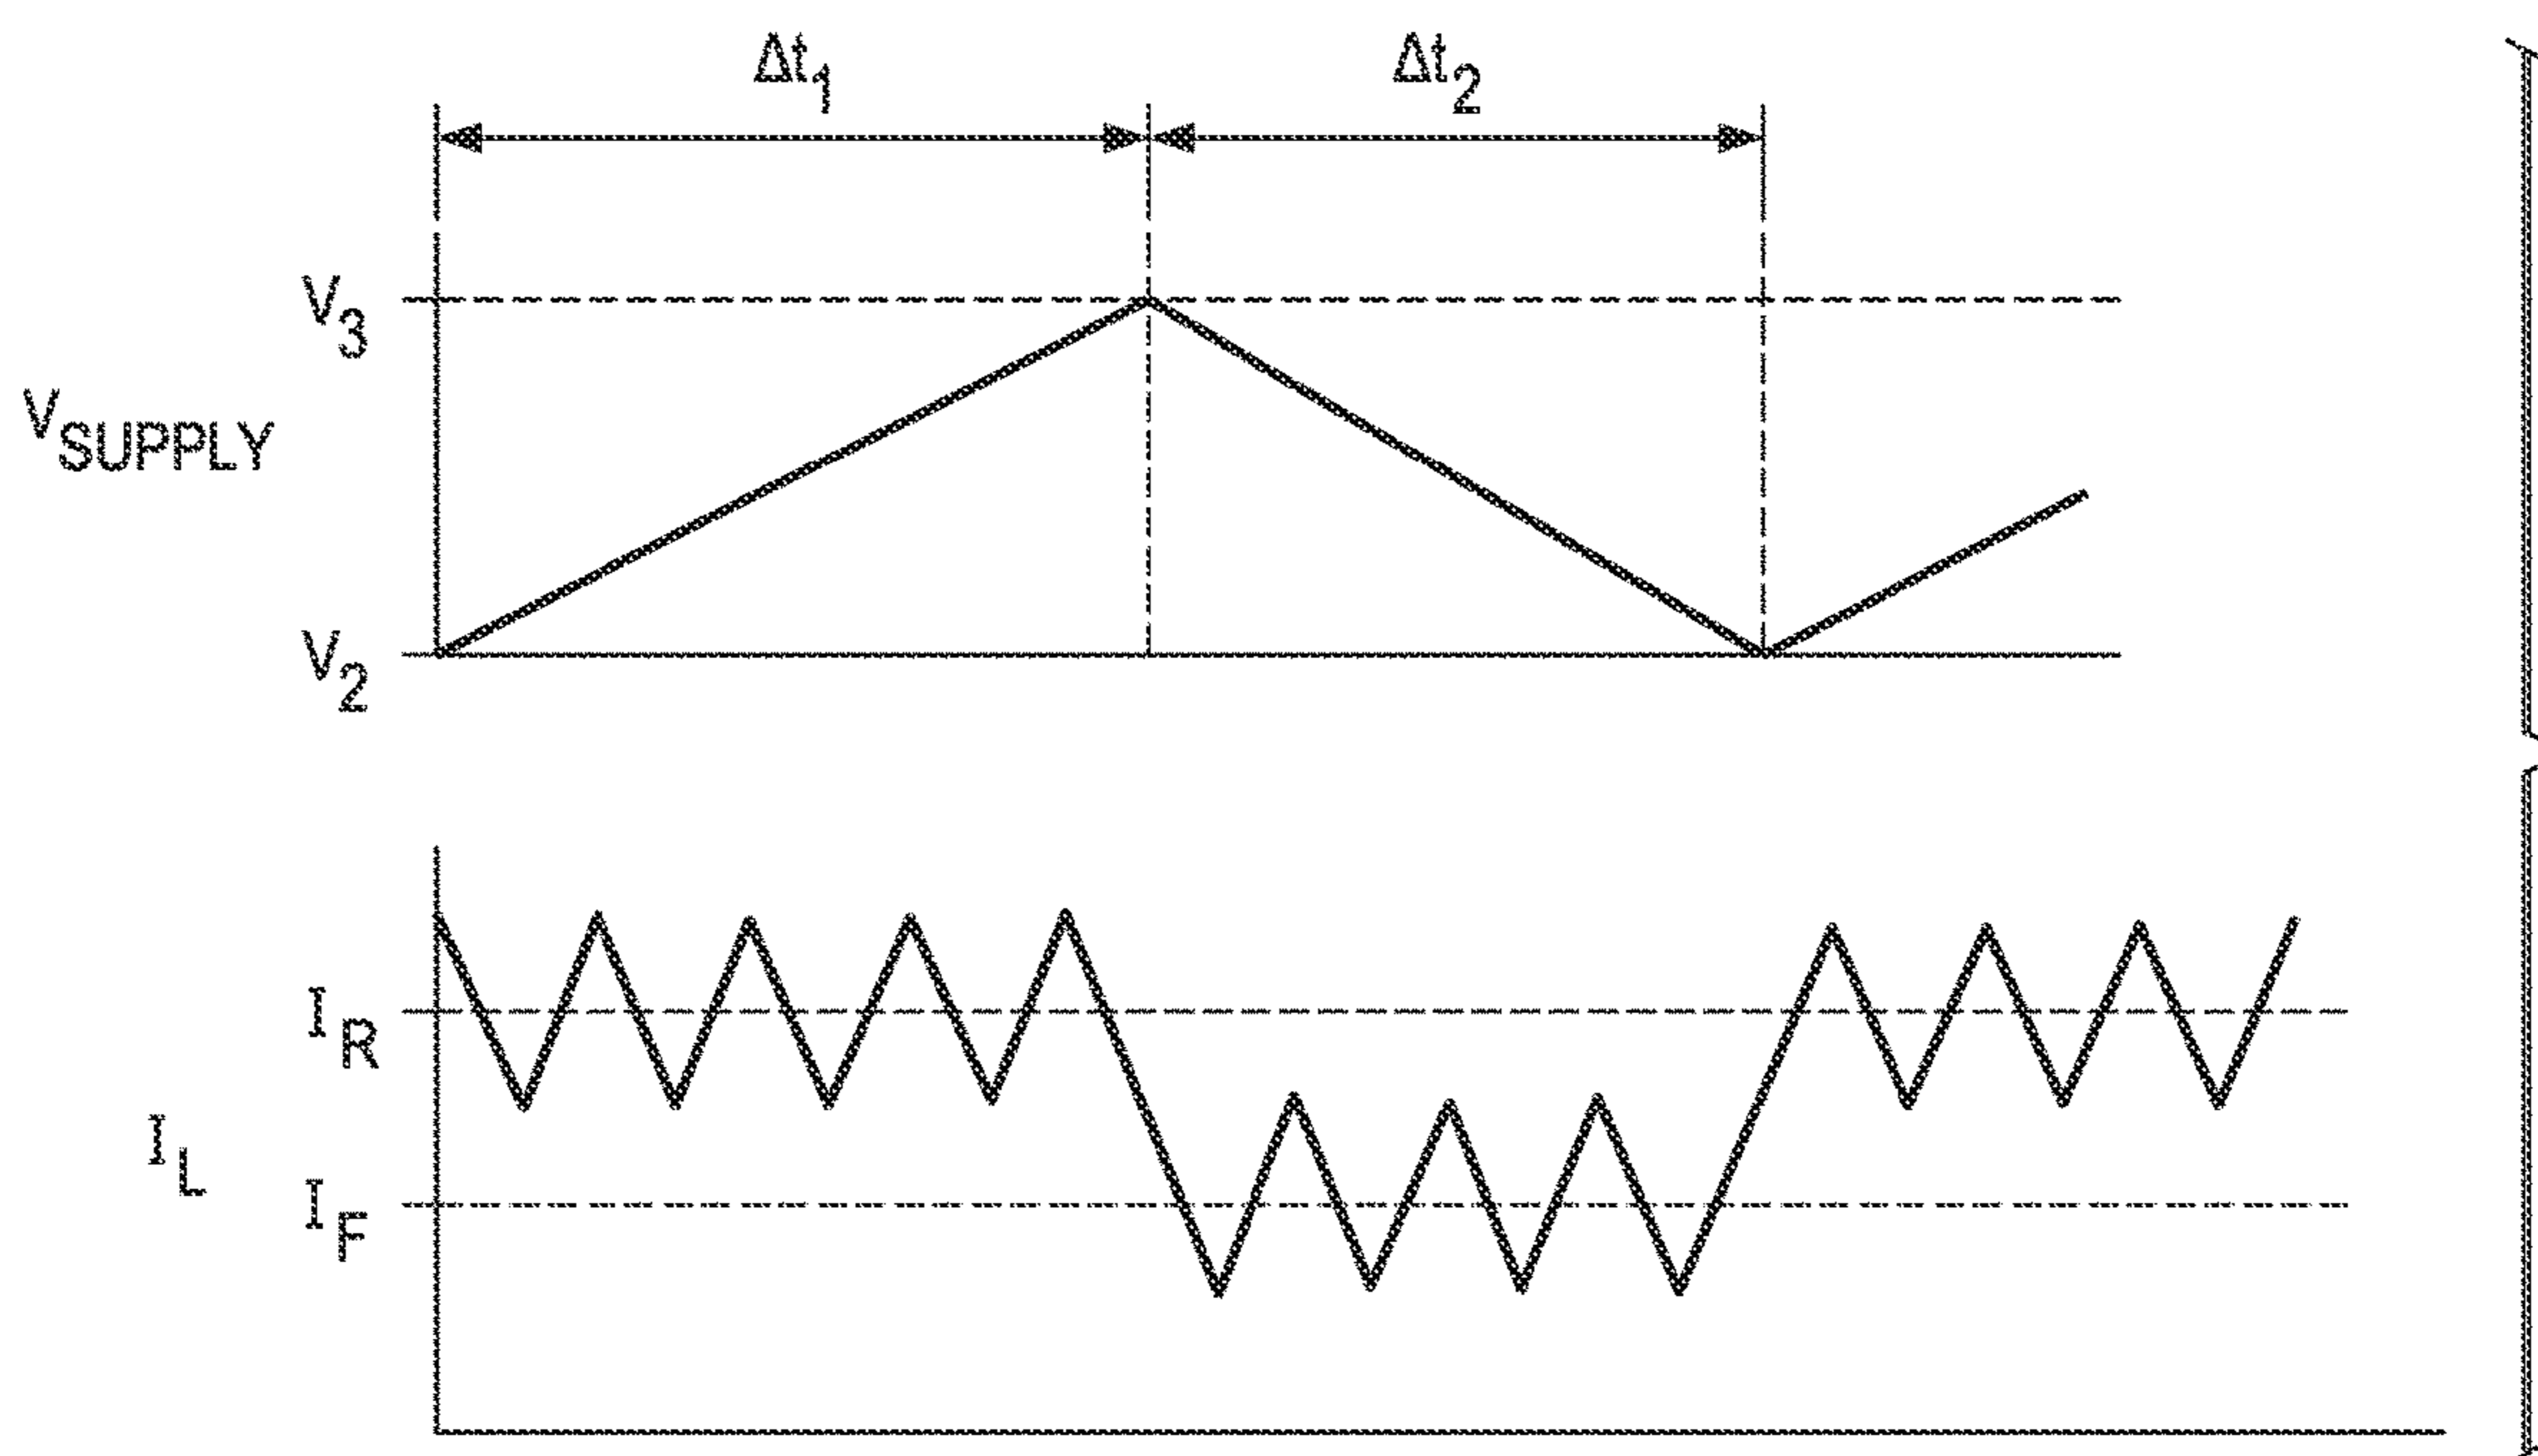 Δt1 Δt2
V3
VSUPPLY
V2
IR
IL
IF